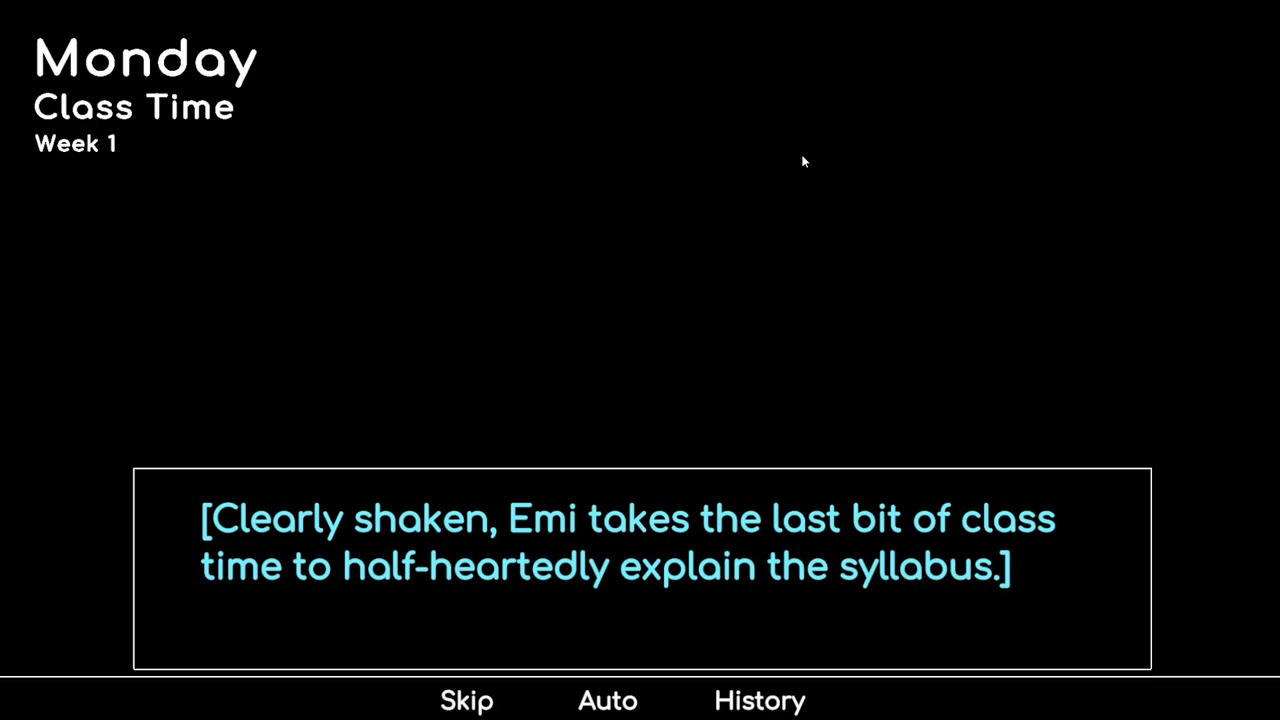 Monday
Class Time
Week 1
[Clearly shaken, Emi takes the last bit of class
time to half-heartedly explain the syllabus.]
Skip Auto History